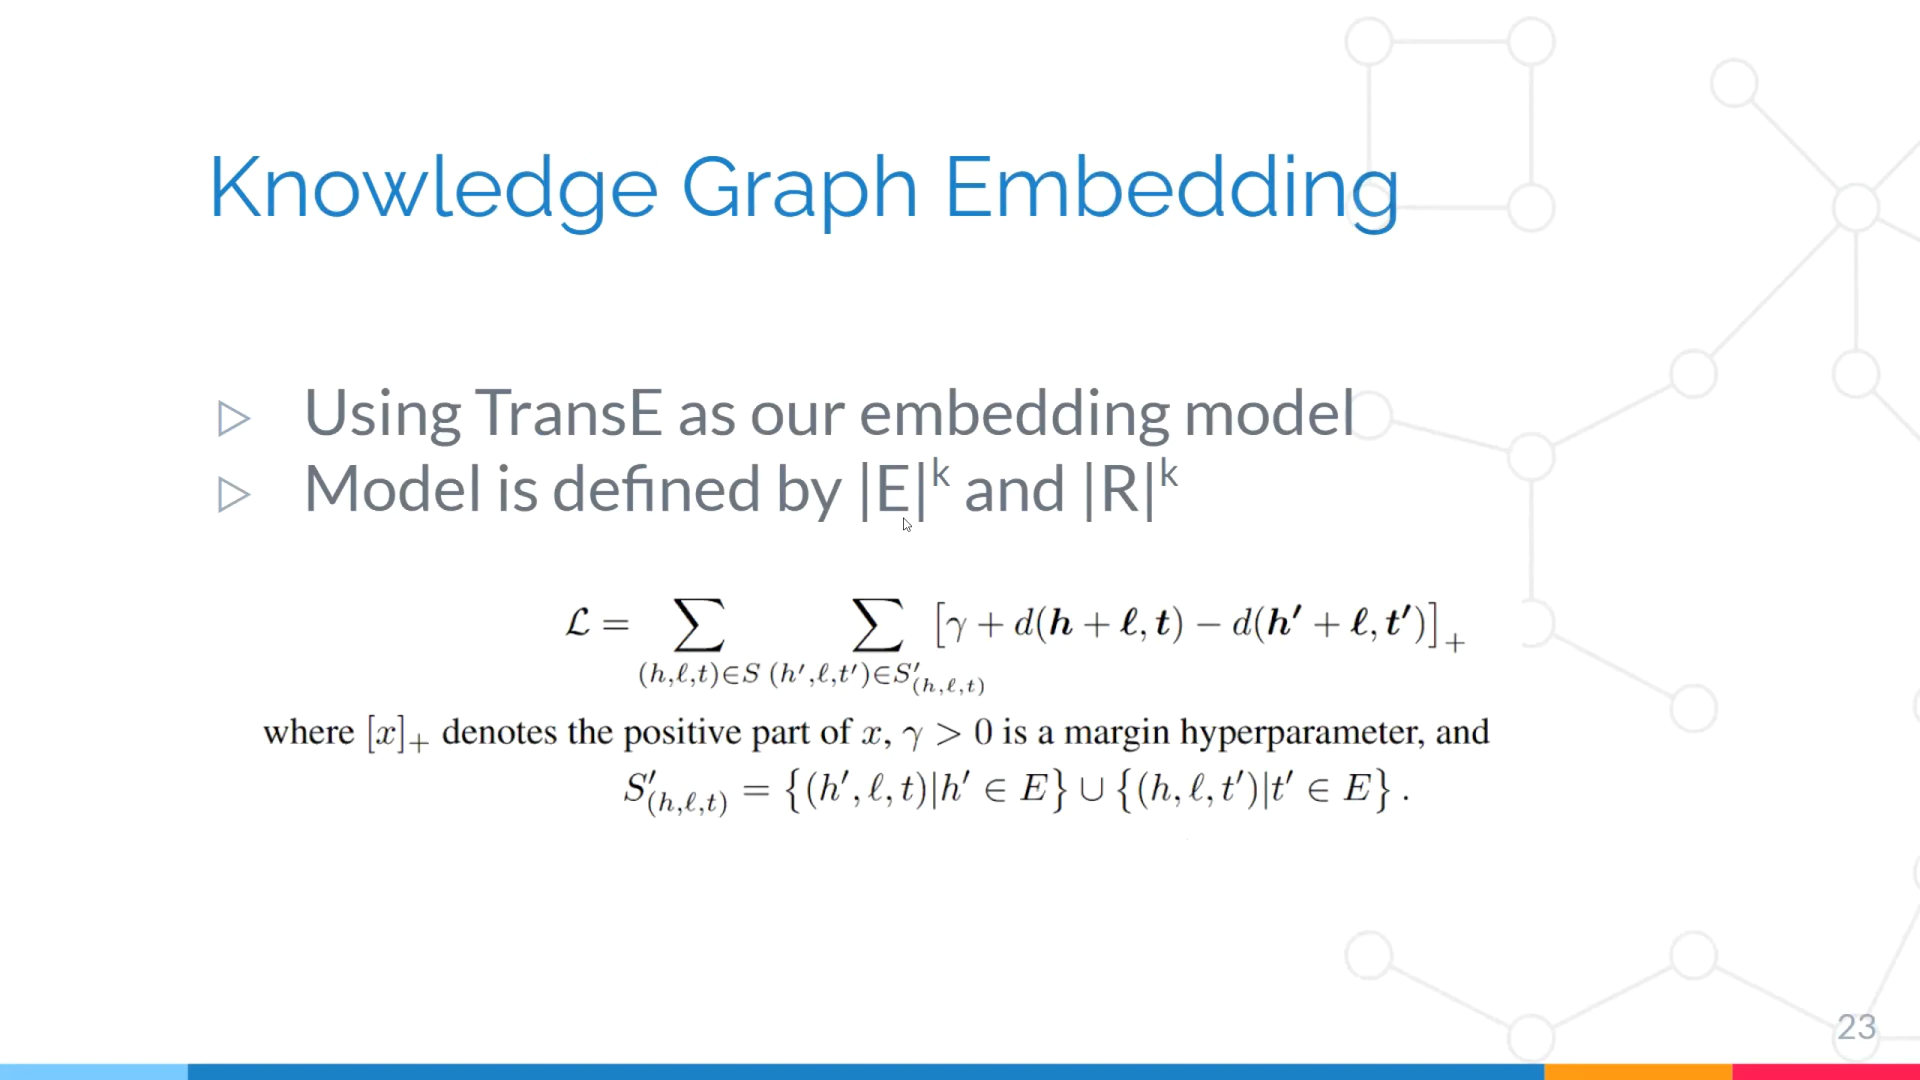 Knowledge Graph Embedding
▷ Using TransE as our embedding model
▷ Model is defined by |E|ᵏ and |R|ᵏ
ℒ = ∑_{(h,ℓ,t)∈S} ∑_{(h′,ℓ,t′)∈S′_{(h,ℓ,t)}} [γ + d(h + ℓ, t) − d(h′ + ℓ, t′)]₊
where [x]₊ denotes the positive part of x, γ > 0 is a margin hyperparameter, and
S′_{(h,ℓ,t)} = {(h′, ℓ, t)|h′ ∈ E} ∪ {(h, ℓ, t′)|t′ ∈ E} .
23